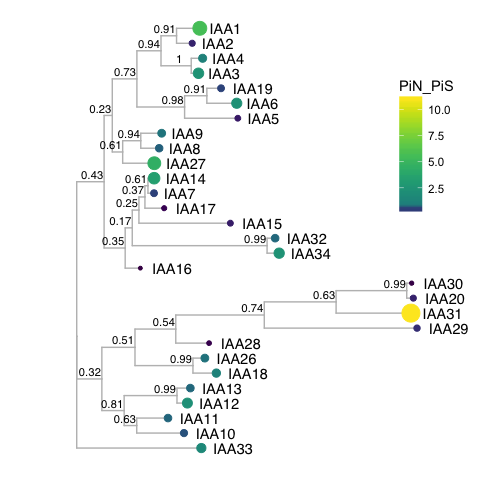 0.91 IAA1
0.94 IAA2
1 IAA4
0.73 IAA3
0.91 IAA19
0.98 IAA6
IAA5
0.23
0.94 IAA9
0.61 IAA8
IAA27
0.61 IAA14
0.43 0.37 IAA7
0.25 IAA17
0.17 IAA15
0.35 0.99 IAA32
IAA34
IAA16
0.99 IAA30
0.63 IAA20
0.74 IAA31
0.54 IAA29
0.51 IAA28
0.99 IAA26
0.32 IAA18
0.99 IAA13
0.81 IAA12
0.63 IAA11
IAA10
IAA33
PiN_PiS
10.0
7.5
5.0
2.5